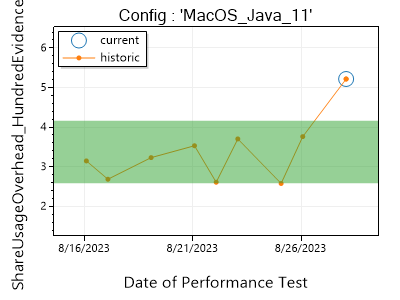 Config : 'MacOS_Java_11'
current
historic
ShareUsageOverhead_HundredEvidence
6
5
4
3
2
8/16/2023
8/21/2023
8/26/2023
Date of Performance Test